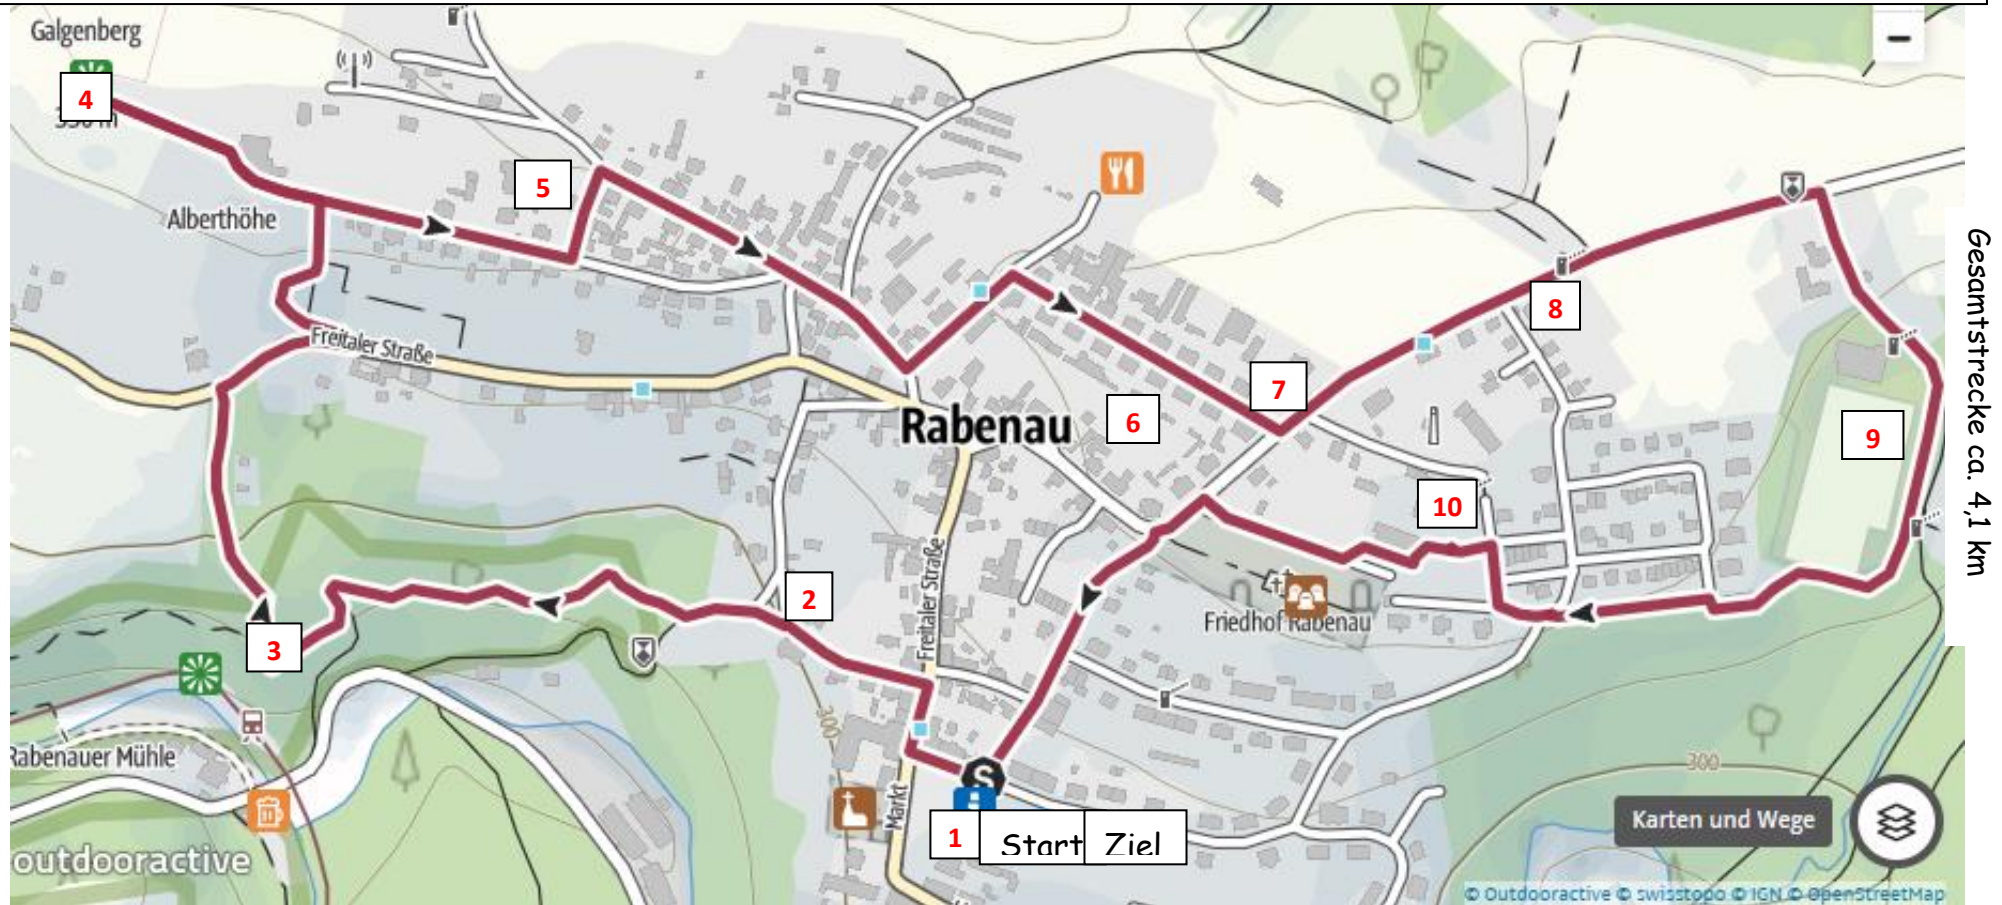 Galgenberg
4
5
Alberthöhe
Freitaler Straße
8
7
6
Rabenau
9
10
Gesamtstrecke ca. 4,1 km
2
Freitaler Straße
Friedhof Rabenau
3
300
300
Rabenauer Mühle
S
Markt
1
Start
Ziel
Karten und Wege
outdooractive
© Outdooractive © swisstopo © IGN © OpenStreetMap